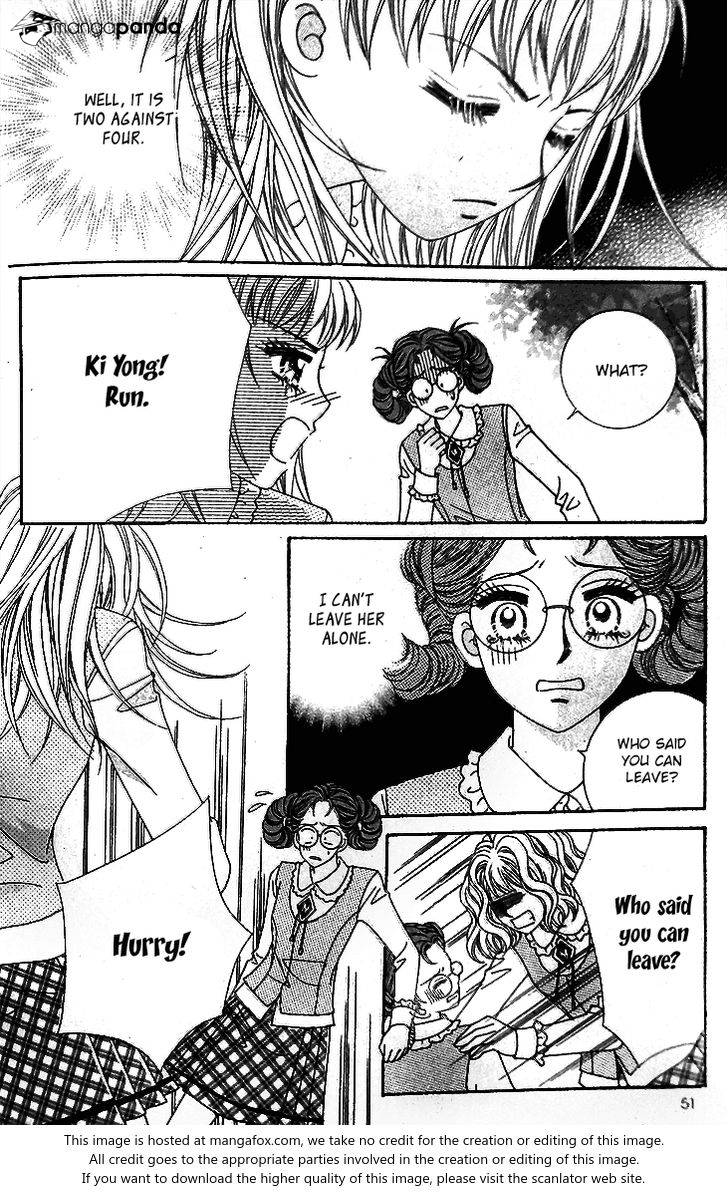 mangapanda
WELL, IT IS
TWO AGAINST
FOUR.
Ki Yong!
Run.
WHAT?
I CAN'T
LEAVE HER
ALONE.
WHO SAID
YOU CAN
LEAVE?
Hurry!
Who said
you can
leave?
51
This image is hosted at mangafox.com, we take no credit for the creation or editing of this image.
All credit goes to the appropriate parties involved in the creation or editing of this image.
If you want to download the higher quality of this image, please visit the scanlator web site.